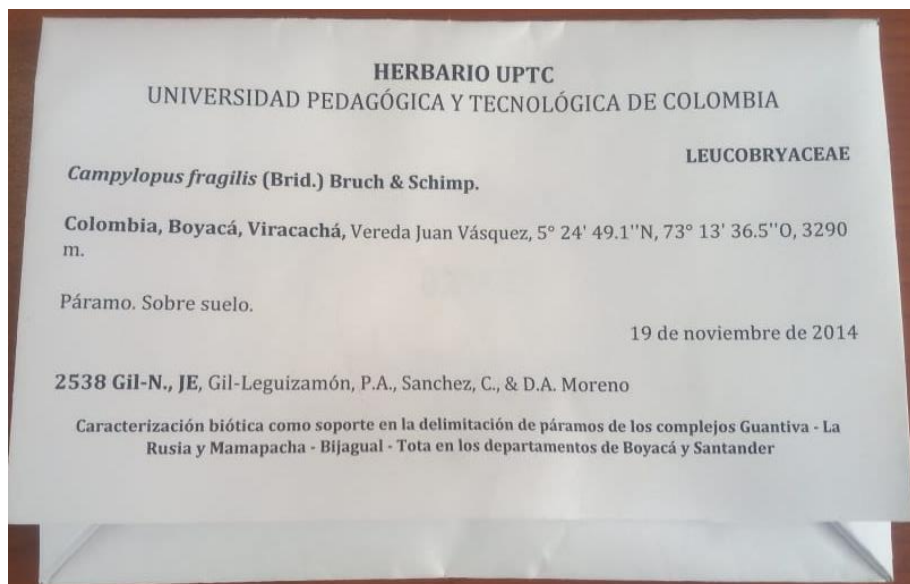 HERBARIO UPTC
UNIVERSIDAD PEDAGÓGICA Y TECNOLÓGICA DE COLOMBIA
LEUCOBRYACEAE
Campylopus fragilis (Brid.) Bruch & Schimp.
Colombia, Boyacá, Viracachá, Vereda Juan Vásquez, 5° 24' 49.1''N, 73° 13' 36.5''O, 3290
m.
Páramo. Sobre suelo.
19 de noviembre de 2014
2538 Gil-N., JE, Gil-Leguizamón, P.A., Sanchez, C., & D.A. Moreno
Caracterización biótica como soporte en la delimitación de páramos de los complejos Guantiva - La
Rusia y Mamapacha - Bijagual - Tota en los departamentos de Boyacá y Santander